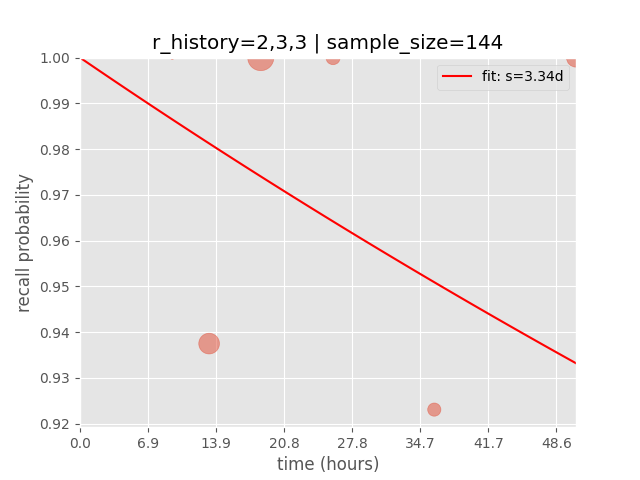 r_history=2,3,3 | sample_size=144
1.00
fit: s=3.34d
0.99
0.98
0.97
0.96
0.95
0.94
0.93
0.92
recall probability
0.0 6.9 13.9 20.8 27.8 34.7 41.7 48.6
time (hours)